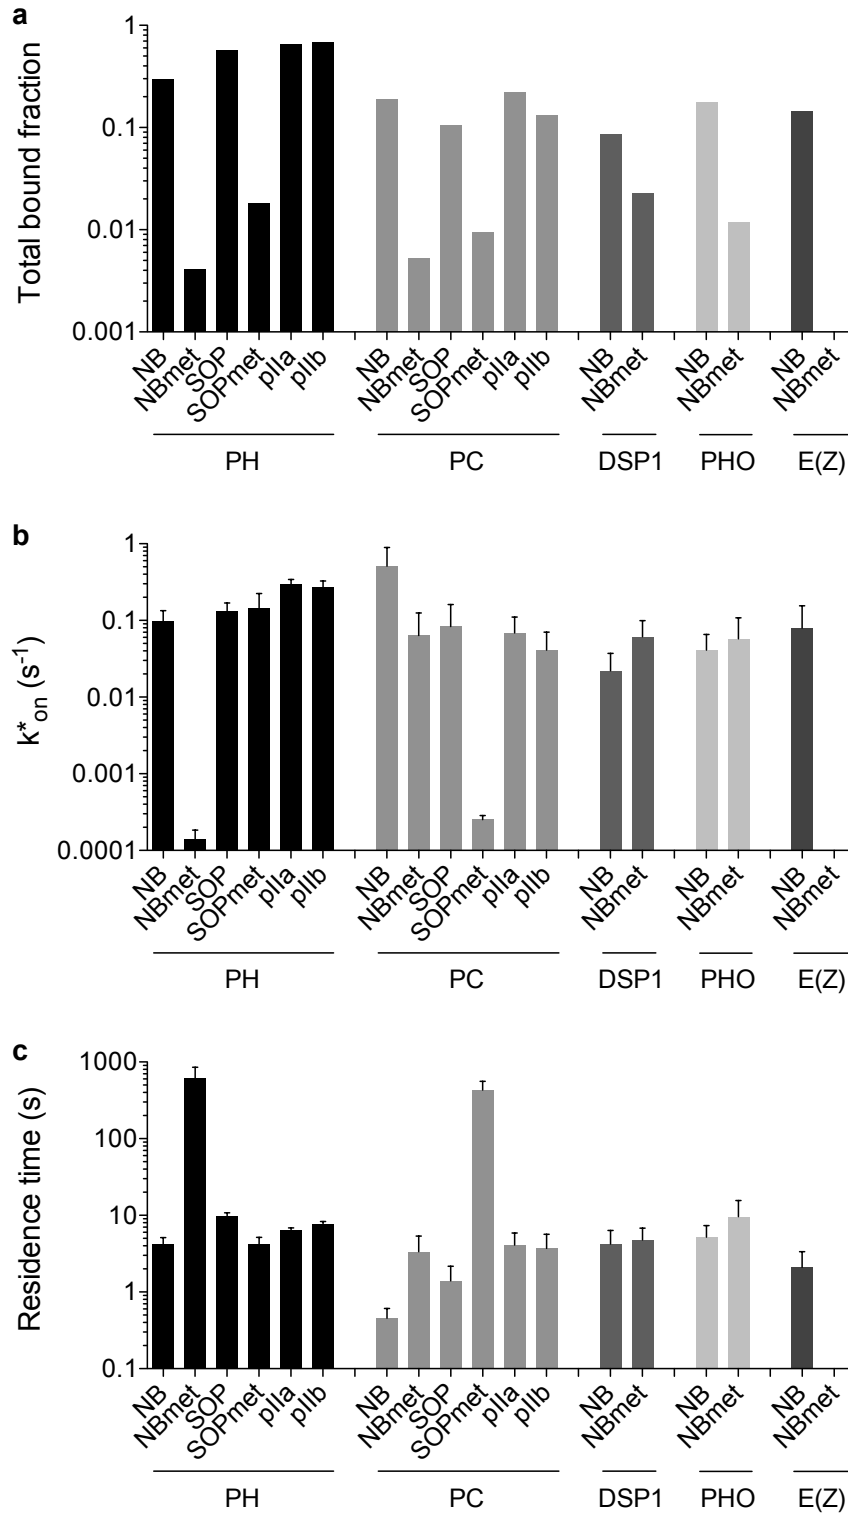 a
Total bound fraction
1
0.1
0.01
0.001
NB NBmet SOP SOPmet pIIa pIIb NB NBmet SOP SOPmet pIIa pIIb NB NBmet NB NBmet NB NBmet
PH PC DSP1 PHO E(Z)
b
k*on (s-1)
1
0.1
0.01
0.001
0.0001
NB NBmet SOP SOPmet pIIa pIIb NB NBmet SOP SOPmet pIIa pIIb NB NBmet NB NBmet NB NBmet
PH PC DSP1 PHO E(Z)
c
Residence time (s)
1000
100
10
1
0.1
NB NBmet SOP SOPmet pIIa pIIb NB NBmet SOP SOPmet pIIa pIIb NB NBmet NB NBmet NB NBmet
PH PC DSP1 PHO E(Z)